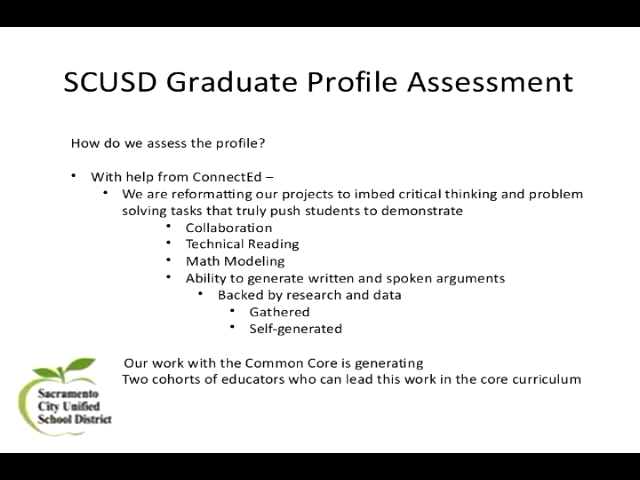 SCUSD Graduate Profile Assessment
How do we assess the profile?
• With help from ConnectEd –
• We are reformatting our projects to imbed critical thinking and problem
solving tasks that truly push students to demonstrate
• Collaboration
• Technical Reading
• Math Modeling
• Ability to generate written and spoken arguments
• Backed by research and data
• Gathered
• Self-generated
Our work with the Common Core is generating
Two cohorts of educators who can lead this work in the core curriculum
Sacramento
City Unified
School District